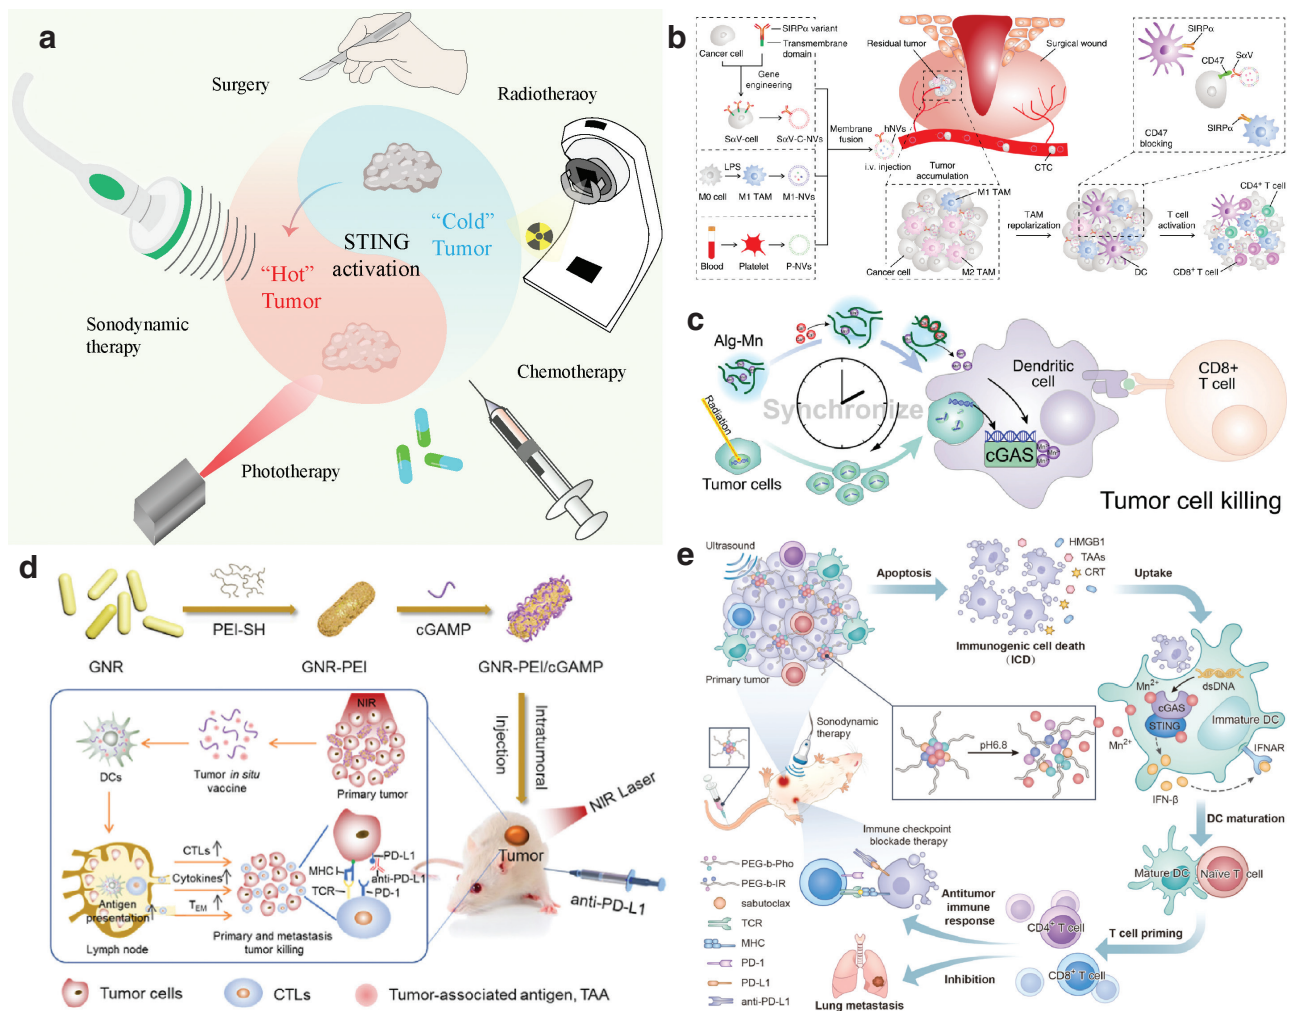 a
Surgery
Radiotheraoy
"Cold"
Tumor
STING
activation
"Hot"
Tumor
Sonodynamic
therapy
Chemotherapy
Phototherapy
b
SIRPα variant
Cancer cell
Transmembrane
domain
Gene
engineering
SαV-cell
SαV-C-NVs
LPS
M0 cell
M1 TAM
M1-NVs
Blood
Platelet
P-NVs
Membrane
fusion
hNVs
i.v. injection
Residual tumor
Surgical wound
CTC
Tumor
accumulation
M1 TAM
Cancer cell
M2 TAM
TAM
repolarization
DC
T cell
activation
CD4⁺ T cell
CD8⁺ T cell
SIRPα
CD47
SαV
SIRPα
CD47
blocking
c
Alg-Mn
Radiation
Tumor cells
Synchronize
Dendritic
cell
cGAS
CD8+
T cell
Tumor cell killing
d
PEI-SH
cGAMP
GNR
GNR-PEI
GNR-PEI/cGAMP
Intratumoral
Injection
NIR
DCs
Tumor in situ
vaccine
Primary tumor
CTLs↑
Cytokines↑
TEM↑
Antigen
presentation↑
Lymph node
Primary and metastasis
tumor killing
MHC
TCR
PD-L1
anti-PD-L1
PD-1
NIR Laser
Tumor
anti-PD-L1
Tumor cells
CTLs
Tumor-associated antigen, TAA
e
Ultrasound
Primary tumor
Apoptosis
HMGB1
TAAs
CRT
Immunogenic cell death
(ICD)
Uptake
Mn²⁺
dsDNA
cGAS
STING
Immature DC
Mn²⁺
IFNAR
IFN-β
Sonodynamic
therapy
pH6.8
DC maturation
Mature DC
Naive T cell
T cell priming
CD4⁺ T cell
CD8⁺ T cell
Antitumor
immune
response
Inhibition
Lung metastasis
Immune checkpoint
blockade therapy
PEG-b-Pho
PEG-b-IR
sabutoclax
TCR
MHC
PD-1
PD-L1
anti-PD-L1